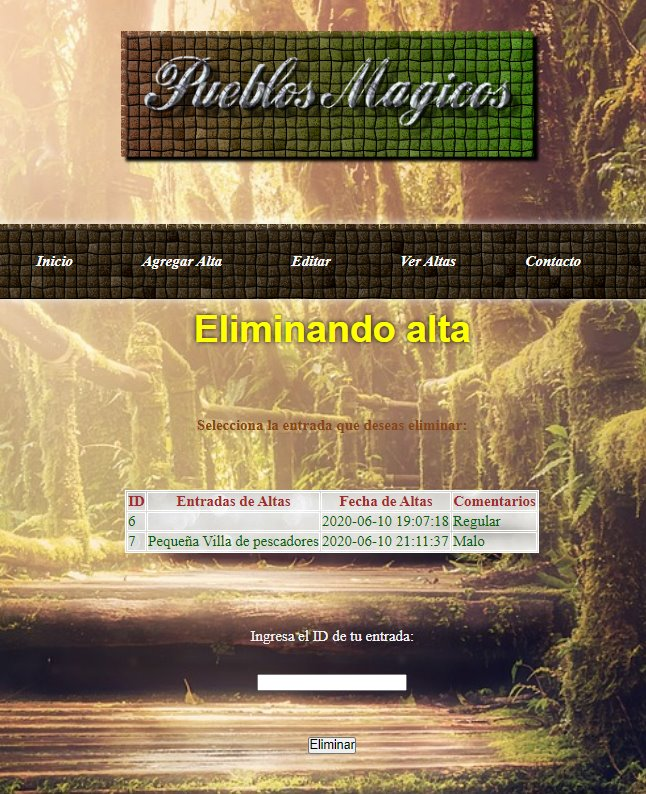 Pueblos Magicos
Inicio Agregar Alta Editar Ver Altas Contacto
Eliminando alta
Selecciona la entrada que deseas eliminar:
ID Entradas de Altas Fecha de Altas Comentarios
6 2020-06-10 19:07:18 Regular
7 Pequeña Villa de pescadores 2020-06-10 21:11:37 Malo
Ingresa el ID de tu entrada:
Eliminar